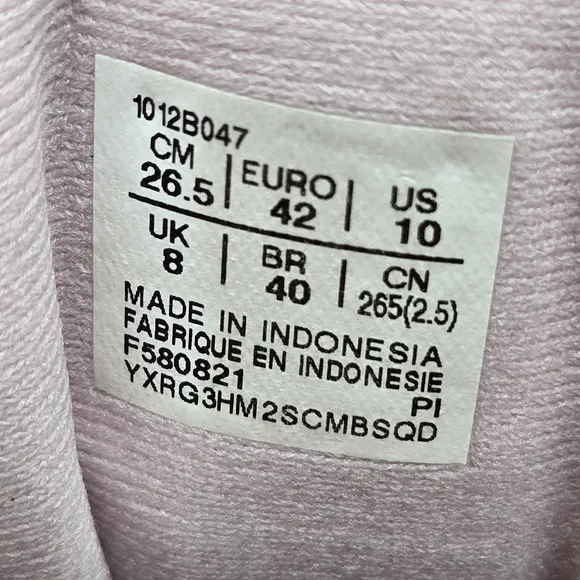 1012B047
CM | EURO | US
26.5 | 42 | 10
UK | BR | CN
8 | 40 | 265(2.5)
MADE IN INDONESIA
FABRIQUE EN INDONESIE
F580821 PI
YXRG3HM2SCMBSQD